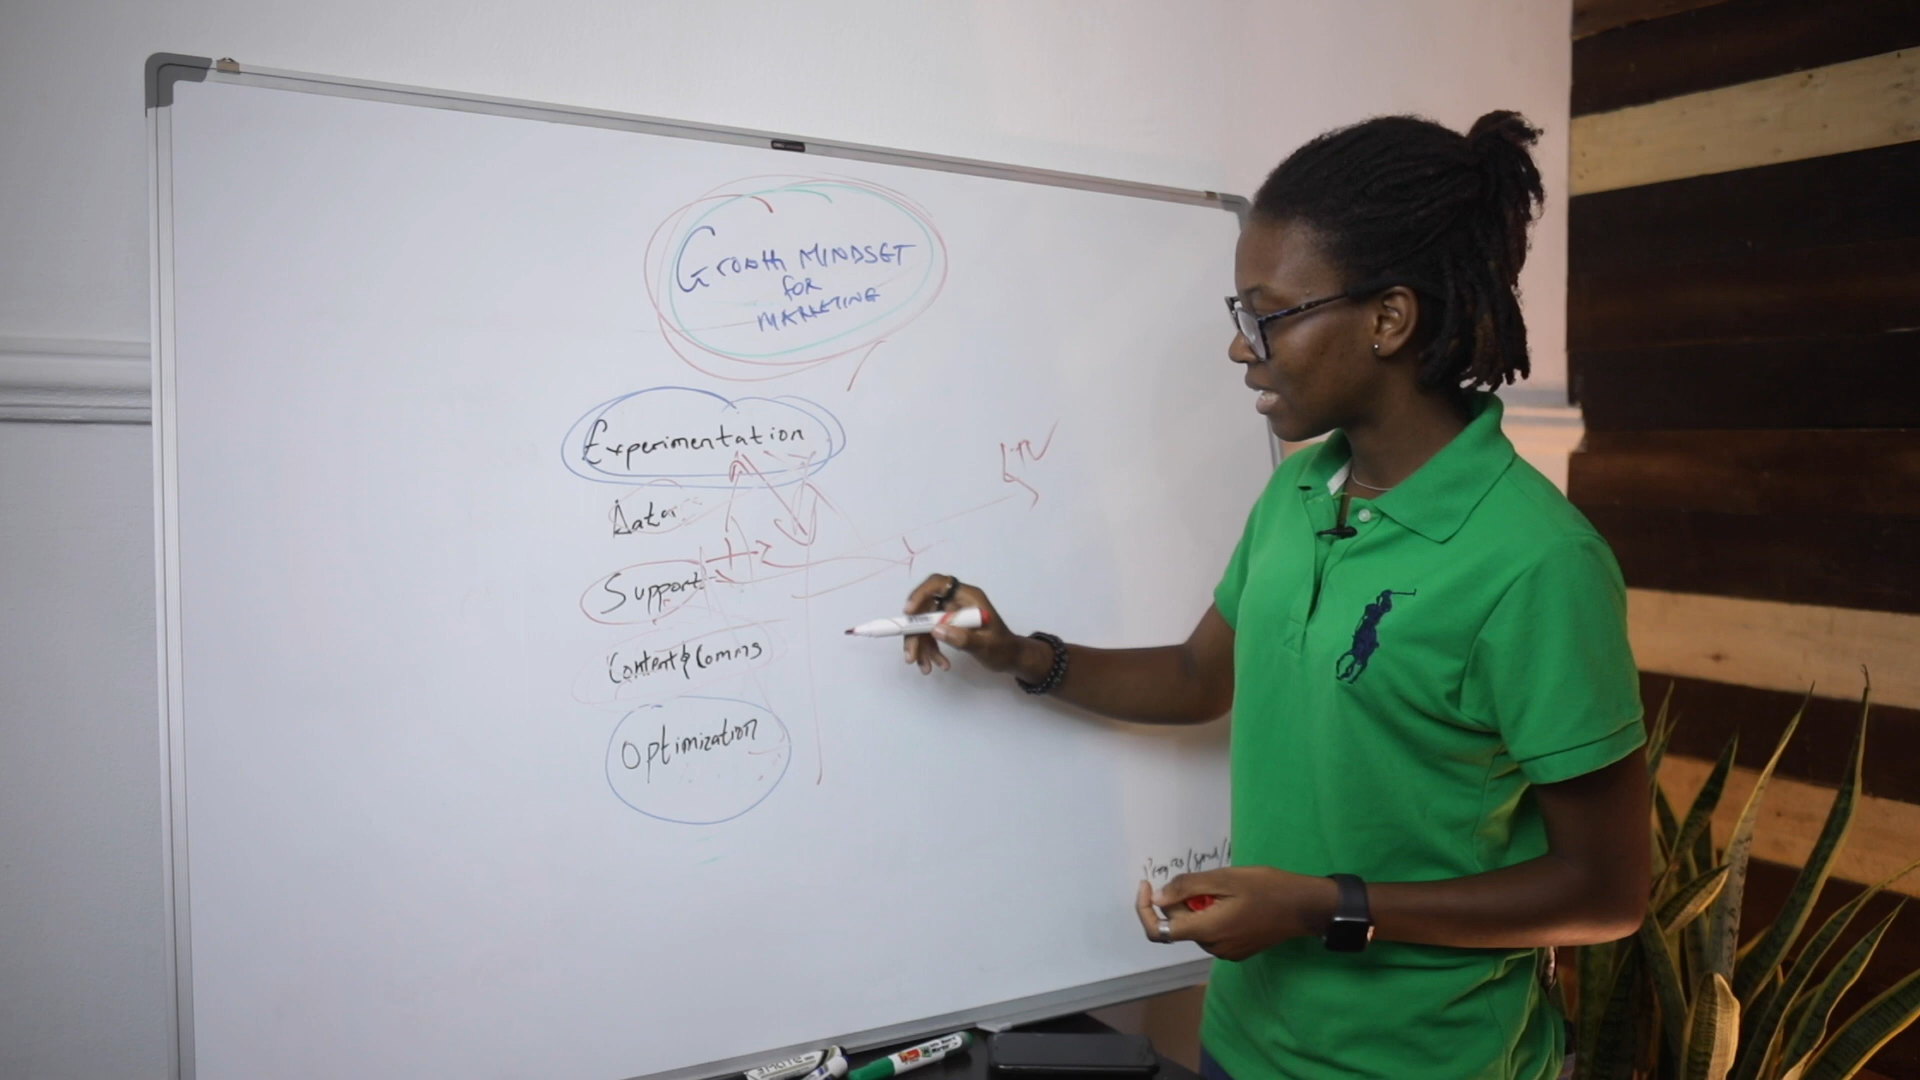 Growth MINDSET
FOR
MARKETING
Experimentation
Data
Support
Content & Comms
Optimization